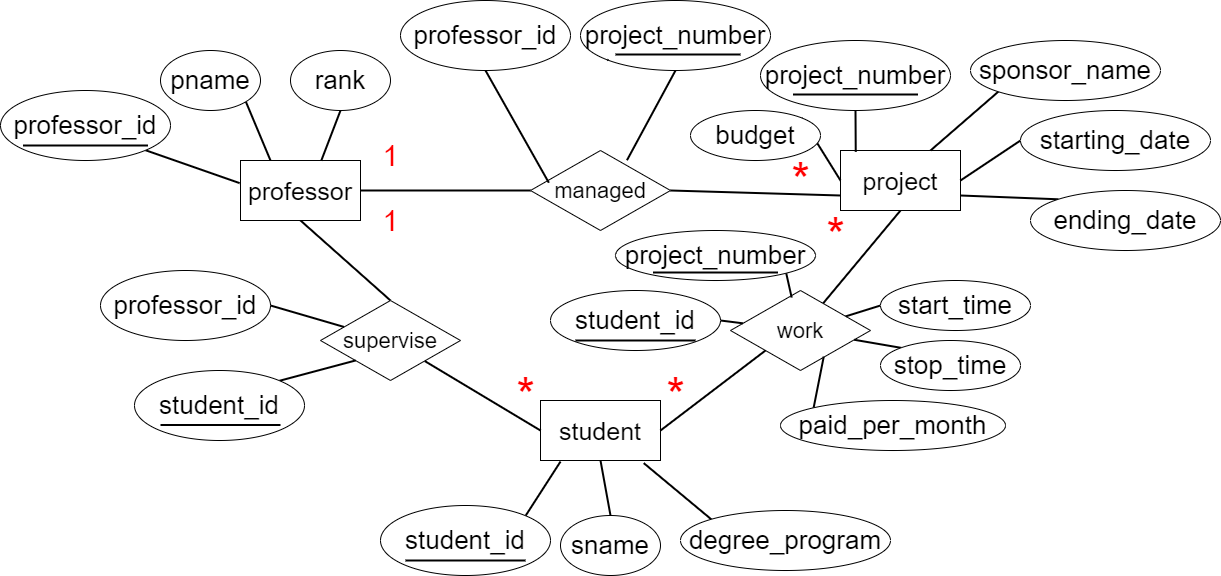 professor_id
project_number
pname
rank
project_number
sponsor_name
professor_id
budget
starting_date
1
*
professor
managed
project
1
*
ending_date
project_number
professor_id
student_id
work
start_time
supervise
stop_time
*
*
student_id
student
paid_per_month
student_id
sname
degree_program